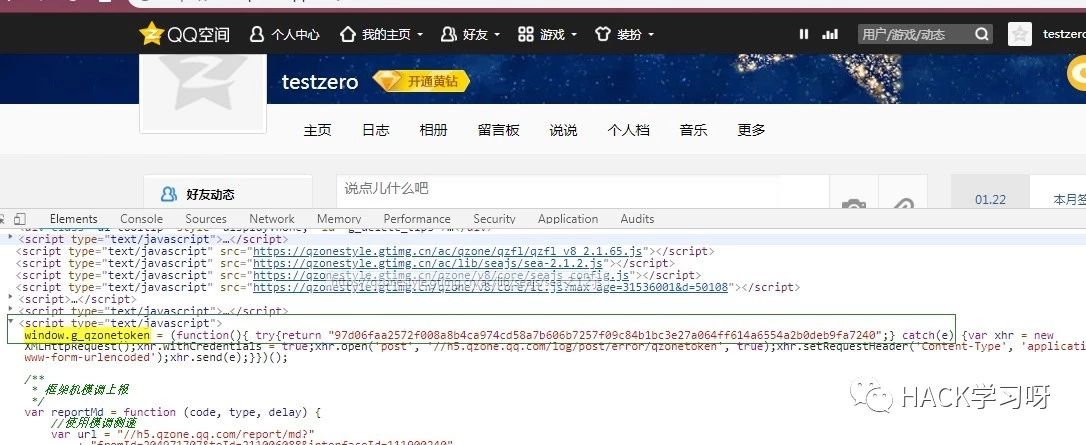 QQ空间 个人中心 我的主页 好友 游戏 装扮 用户/游戏/动态 testzero
testzero 开通黄钻
主页 日志 相册 留言板 说说 个人档 音乐 更多
好友动态 说点儿什么吧 01.22 本月签
Elements Console Sources Network Memory Performance Security Application Audits
<script type="text/javascript">…</script>
<script type="text/javascript" src="https://qzonestyle.gtimg.cn/ac/qzone/qzfl/qzfl_v8_2.1.65.js"></script>
<script type="text/javascript" src="https://qzonestyle.gtimg.cn/ac/lib/seajs/sea-2.1.2.js"></script>
<script type="text/javascript" src="https://qzonestyle.gtimg.cn/qzone/v8/core/seajs_config.js"></script>
<script type="text/javascript" src="https://qzonestyle.gtimg.cn/qzone/v8/core/ic.js?max-age=31536001&d=50108"></script>
<script>…</script>
<script type="text/javascript">…</script>
<script type="text/javascript">
window.g_qzonetoken = (function(){ try{return "97d06faa2572f008a8b4ca974cd58a7b606b7257f09c84b1bc3e27a064ff614a6554a2b0deb9fa7240";} catch(e) {var xhr = new
XMLHttpRequest();xhr.withCredentials = true;xhr.open('post', '//h5.qzone.qq.com/log/post/error/qzonetoken', true);xhr.setRequestHeader('Content-Type', 'applicati
www-form-urlencoded');xhr.send(e);}})();
/**
* 框架机模调上报
*/
var reportMd = function (code, type, delay) {
//使用模调测速
var url = "//h5.qzone.qq.com/report/md?"
HACK学习呀